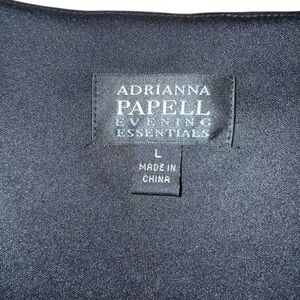 ADRIANNA
PAPELL
EVENING
ESSENTIALS
L
MADE IN
CHINA